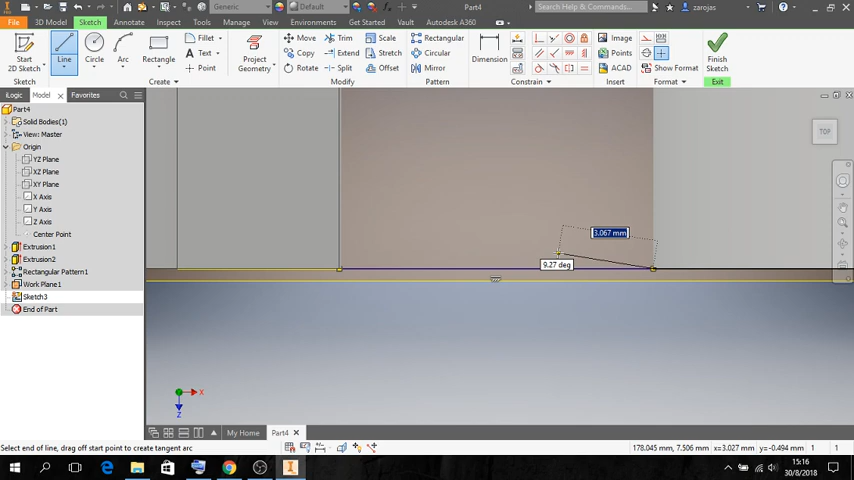 Generic
Default
Part4
Search Help & Commands...
zarojas
File
3D Model
Sketch
Annotate
Inspect
Tools
Manage
View
Environments
Get Started
Vault
Autodesk A360
Start
2D Sketch
Line
Circle
Arc
Rectangle
Fillet
Text
Point
Project
Geometry
Move
Copy
Rotate
Trim
Extend
Split
Scale
Stretch
Offset
Rectangular
Circular
Mirror
Dimension
Image
Points
ACAD
Show Format
Finish
Sketch
Sketch
Create
Modify
Pattern
Constrain
Insert
Format
Exit
iLogic
Model
Favorites
Part4
Solid Bodies(1)
View: Master
Origin
YZ Plane
XZ Plane
XY Plane
X Axis
Y Axis
Z Axis
Center Point
Extrusion1
Extrusion2
Rectangular Pattern1
Work Plane1
Sketch3
End of Part
TOP
3.067 mm
9.27 deg
X
Z
My Home
Part4
Select end of line, drag off start point to create tangent arc
178.045 mm, 7.506 mm
x=3.027 mm
y=-0.494 mm
1
1
15:16
30/8/2018